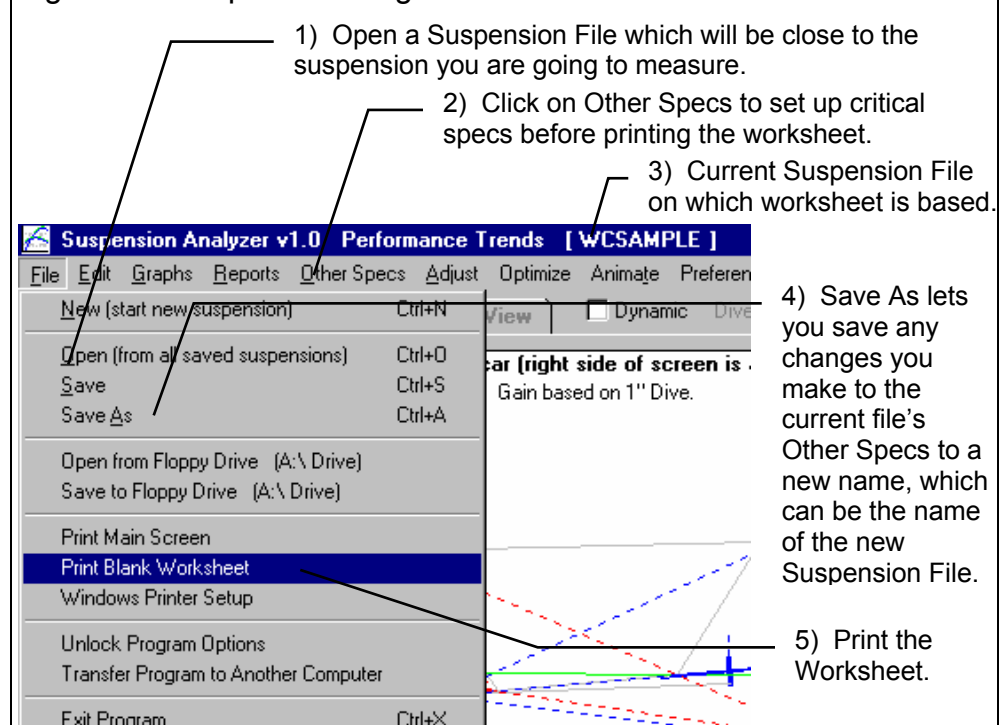 1) Open a Suspension File which will be close to the
suspension you are going to measure.
2) Click on Other Specs to set up critical
specs before printing the worksheet.
3) Current Suspension File
on which worksheet is based.
Suspension Analyzer v1.0 Performance Trends [ WCSAMPLE ]
File Edit Graphs Reports Other Specs Adjust Optimize Animate Preferen
New (start new suspension) Ctrl+N
View Dynamic Dive
Open (from all saved suspensions) Ctrl+O
car (right side of screen is
Save Ctrl+S
Gain based on 1" Dive.
Save As Ctrl+A
Open from Floppy Drive (A:\ Drive)
Save to Floppy Drive (A:\ Drive)
Print Main Screen
Print Blank Worksheet
Windows Printer Setup
Unlock Program Options
Transfer Program to Another Computer
Exit Program Ctrl+X
4) Save As lets
you save any
changes you
make to the
current file's
Other Specs to a
new name, which
can be the name
of the new
Suspension File.
5) Print the
Worksheet.